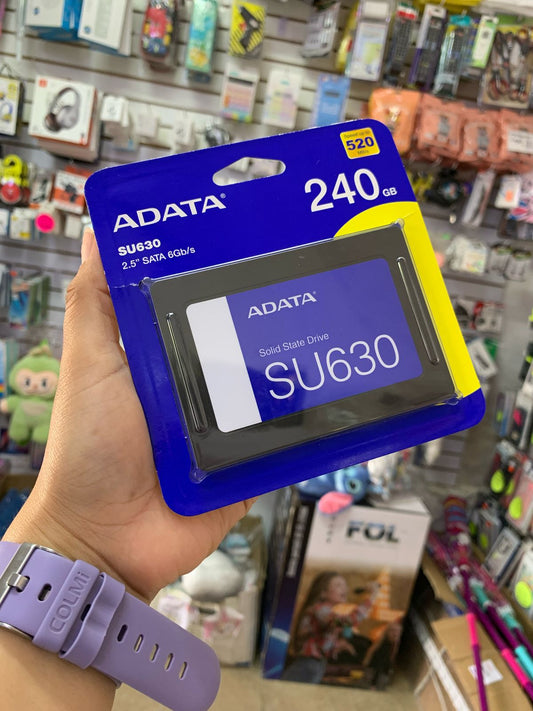 Speed up to
520
MB/s
240 GB
ADATA®
SU630
2.5" SATA 6Gb/s
ADATA®
Solid State Drive
SU630
FOL
COLMi